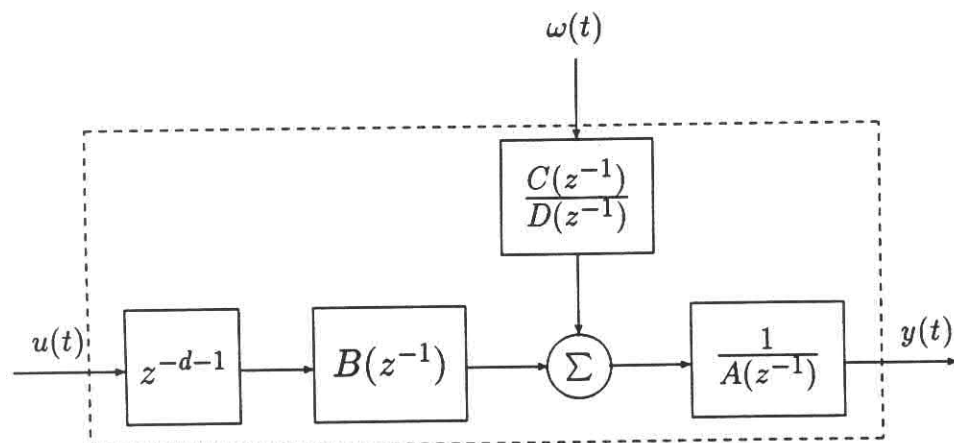 ω(t)
C(z⁻¹)
D(z⁻¹)
u(t)
z⁻ᵈ⁻¹
B(z⁻¹)
Σ
1
A(z⁻¹)
y(t)